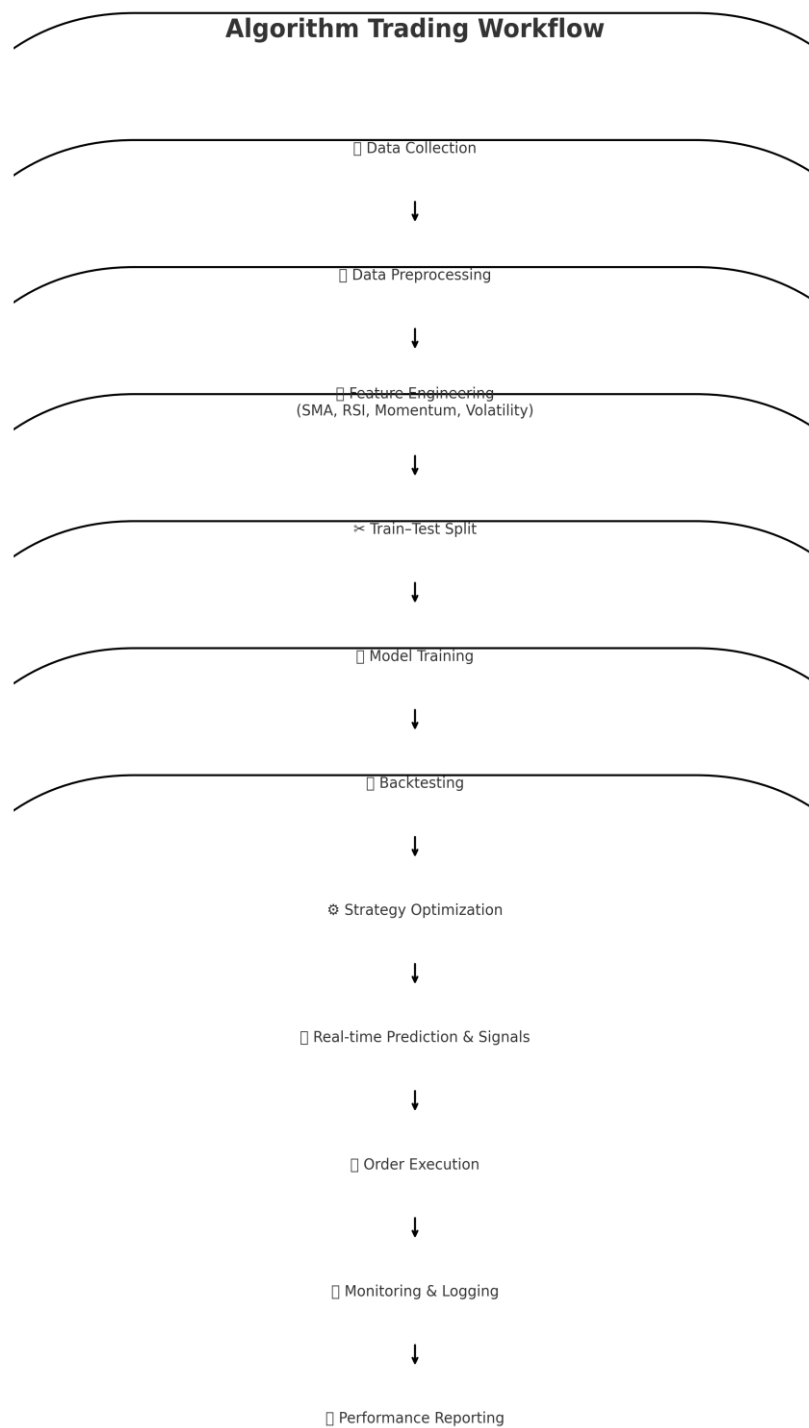 Algorithm Trading Workflow
Data Collection
Data Preprocessing
Feature Engineering
(SMA, RSI, Momentum, Volatility)
✂ Train–Test Split
Model Training
Backtesting
⚙ Strategy Optimization
Real-time Prediction & Signals
Order Execution
Monitoring & Logging
Performance Reporting